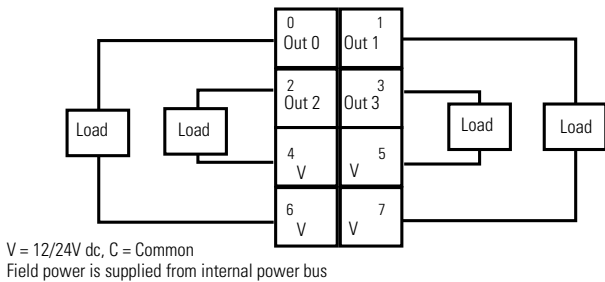 0
1
Out 0
Out 1
2
3
Out 2
Out 3
Load
Load
Load
Load
4
5
V
V
6
7
V
V
V = 12/24V dc, C = Common
Field power is supplied from internal power bus